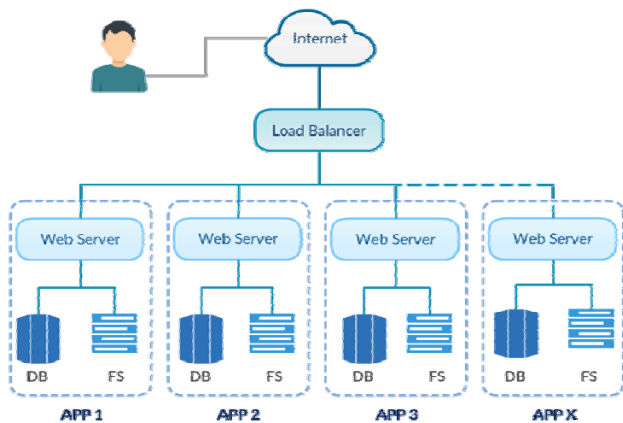 Internet
Load Balancer
Web Server Web Server Web Server Web Server
DB FS DB FS DB FS DB FS
APP 1 APP 2 APP 3 APP X